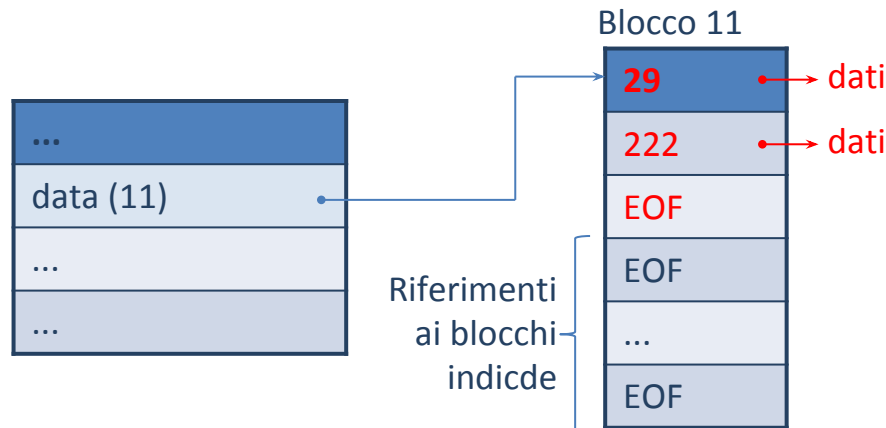 Blocco 11
...
data (11)
...
...
29
dati
222
dati
EOF
EOF
...
EOF
Riferimenti
ai blocchi
indicde